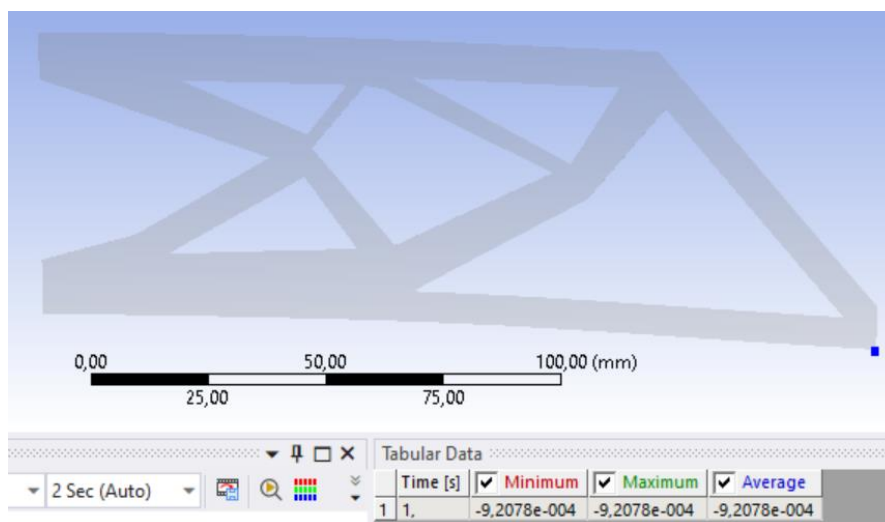 0,00 50,00 100,00 (mm)
25,00 75,00
Tabular Data
2 Sec (Auto)
Time [s] Minimum Maximum Average
1 1, -9,2078e-004 -9,2078e-004 -9,2078e-004